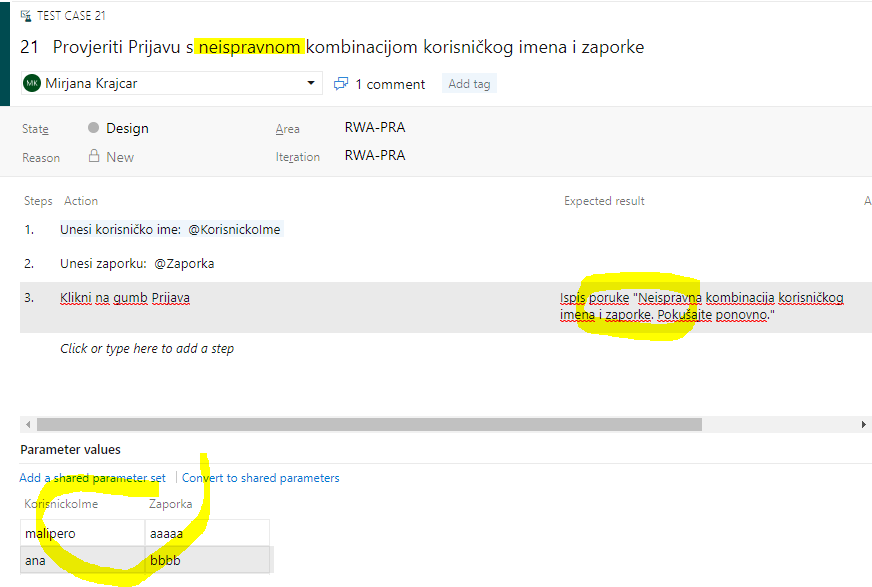 TEST CASE 21
21 Provjeriti Prijavu s neispravnom kombinacijom korisničkog imena i zaporke
MK Mirjana Krajcar 1 comment Add tag
State Design Area RWA-PRA
Reason New Iteration RWA-PRA
Steps Action Expected result A
1. Unesi korisničko ime: @KorisnickoIme
2. Unesi zaporku: @Zaporka
3. Klikni na gumb Prijava Ispis poruke "Neispravna kombinacija korisničkog
imena i zaporke. Pokušajte ponovno."
Click or type here to add a step
Parameter values
Add a shared parameter set Convert to shared parameters
KorisnickoIme Zaporka
malipero aaaaa
ana bbbb